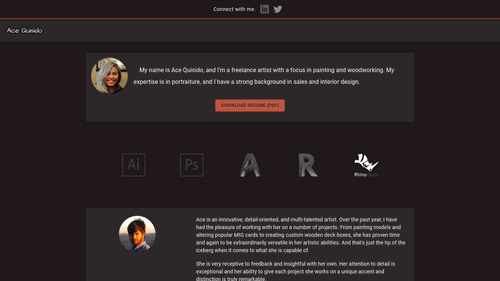 Connect with me.
in
Ace Quisido
My name is Ace Quisido, and I'm a freelance artist with a focus in painting and woodworking. My
expertise is in portraiture, and I have a strong background in sales and interior design.
DOWNLOAD RESUME (PDF)
Ai Ps A R Rhino
Ace is an innovative, detail-oriented, and multi-talented artist. Over the past year, I have
had the pleasure of working with her on a number of projects. From painting models and
altering popular MtG cards to creating custom wooden deck boxes, she has proven time
and again to be extraordinarily versatile in her artistic abilities. And that's just the tip of the
iceberg when it comes to what she is capable of.
She is very receptive to feedback and insightful with her own. Her attention to detail is
exceptional and her ability to give each project she works on a unique accent and
distinction is truly remarkable.